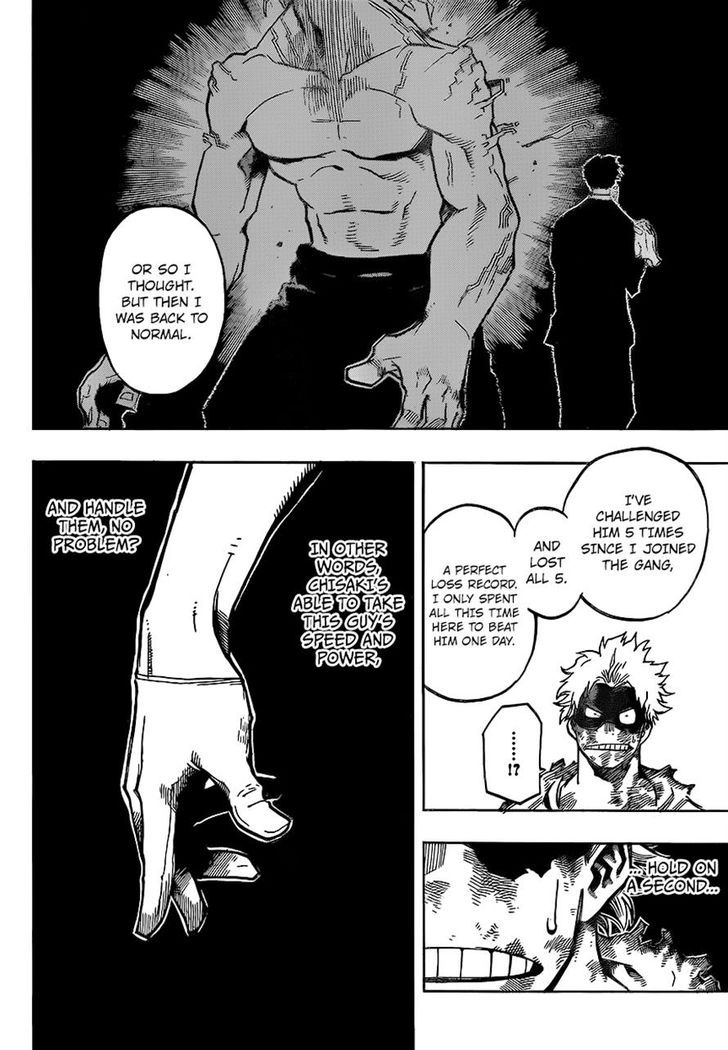 OR SO I
THOUGHT.
BUT THEN I
WAS BACK TO
NORMAL.
I'VE
CHALLENGED
HIM 5 TIMES
SINCE I JOINED
THE GANG,
AND
LOST
ALL 5.
A PERFECT
LOSS RECORD.
I ONLY SPENT
ALL THIS TIME
HERE TO BEAT
HIM ONE DAY.
......
!?
... HOLD ON
A SECOND...
IN OTHER
WORDS,
CHISAKI'S
ABLE TO TAKE
THIS GUY'S
SPEED AND
POWER,
AND HANDLE
THEM, NO
PROBLEM?